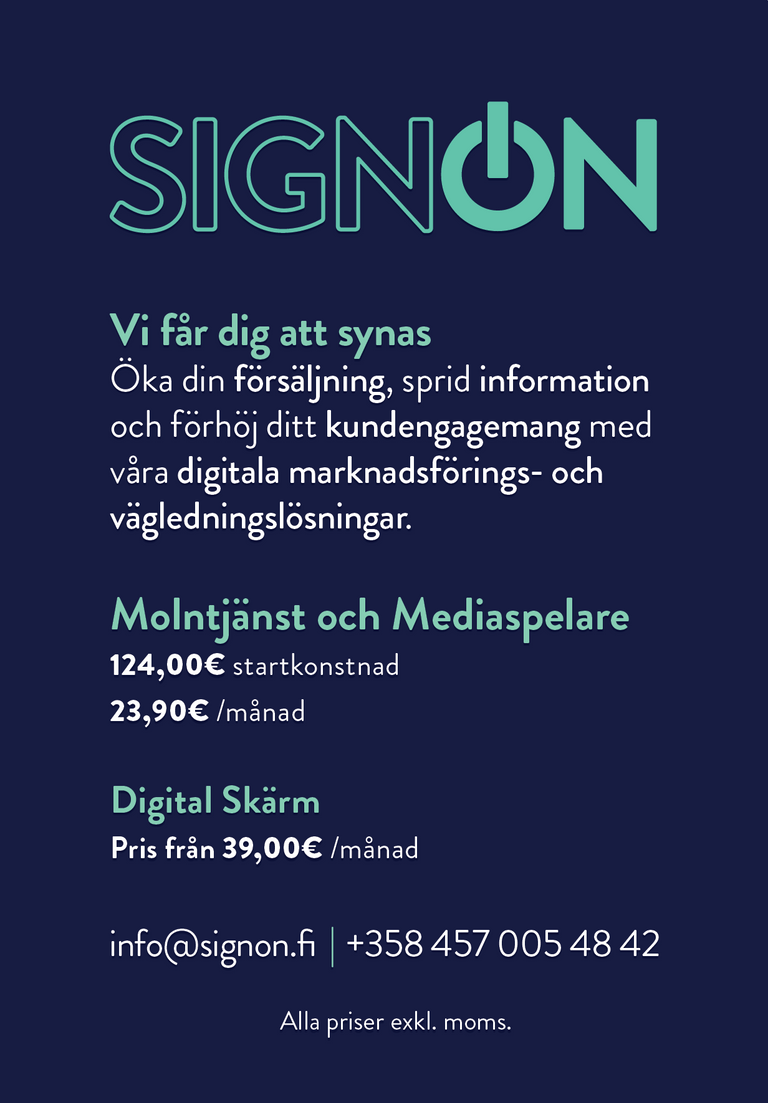 SIGNON
Vi får dig att synas
Öka din försäljning, sprid information
och förhöj ditt kundengagemang med
våra digitala marknadsförings- och
vägledningslösningar.
Molntjänst och Mediaspelare
124,00€ startkonstnad
23,90€ /månad
Digital Skärm
Pris från 39,00€ /månad
info@signon.fi | +358 457 005 48 42
Alla priser exkl. moms.